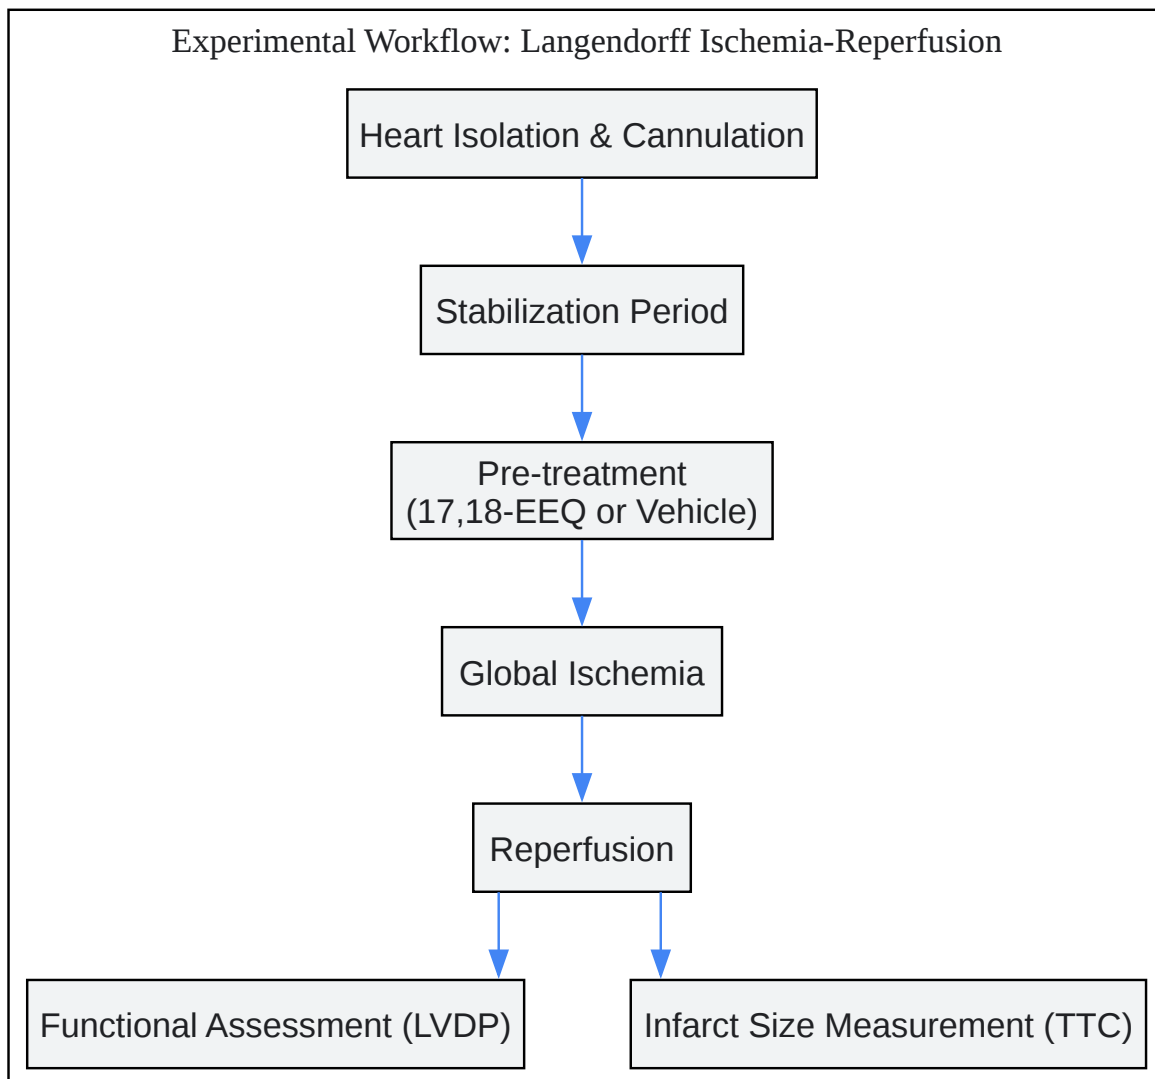 Experimental Workflow: Langendorff Ischemia-Reperfusion
Heart Isolation & Cannulation
Stabilization Period
Pre-treatment
(17,18-EEQ or Vehicle)
Global Ischemia
Reperfusion
Functional Assessment (LVDP)
Infarct Size Measurement (TTC)